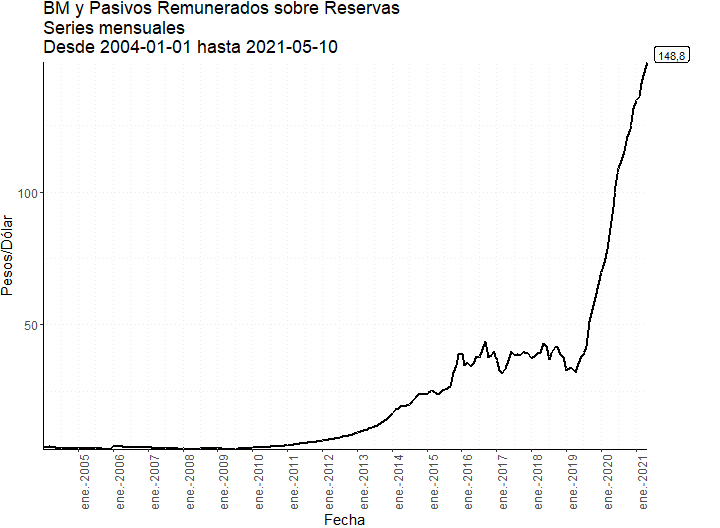 BM y Pasivos Remunerados sobre Reservas
Series mensuales
Desde 2004-01-01 hasta 2021-05-10
148,8
Pesos/Dólar
100
50
ene.-2005
ene.-2006
ene.-2007
ene.-2008
ene.-2009
ene.-2010
ene.-2011
ene.-2012
ene.-2013
ene.-2014
ene.-2015
ene.-2016
ene.-2017
ene.-2018
ene.-2019
ene.-2020
ene.-2021
Fecha